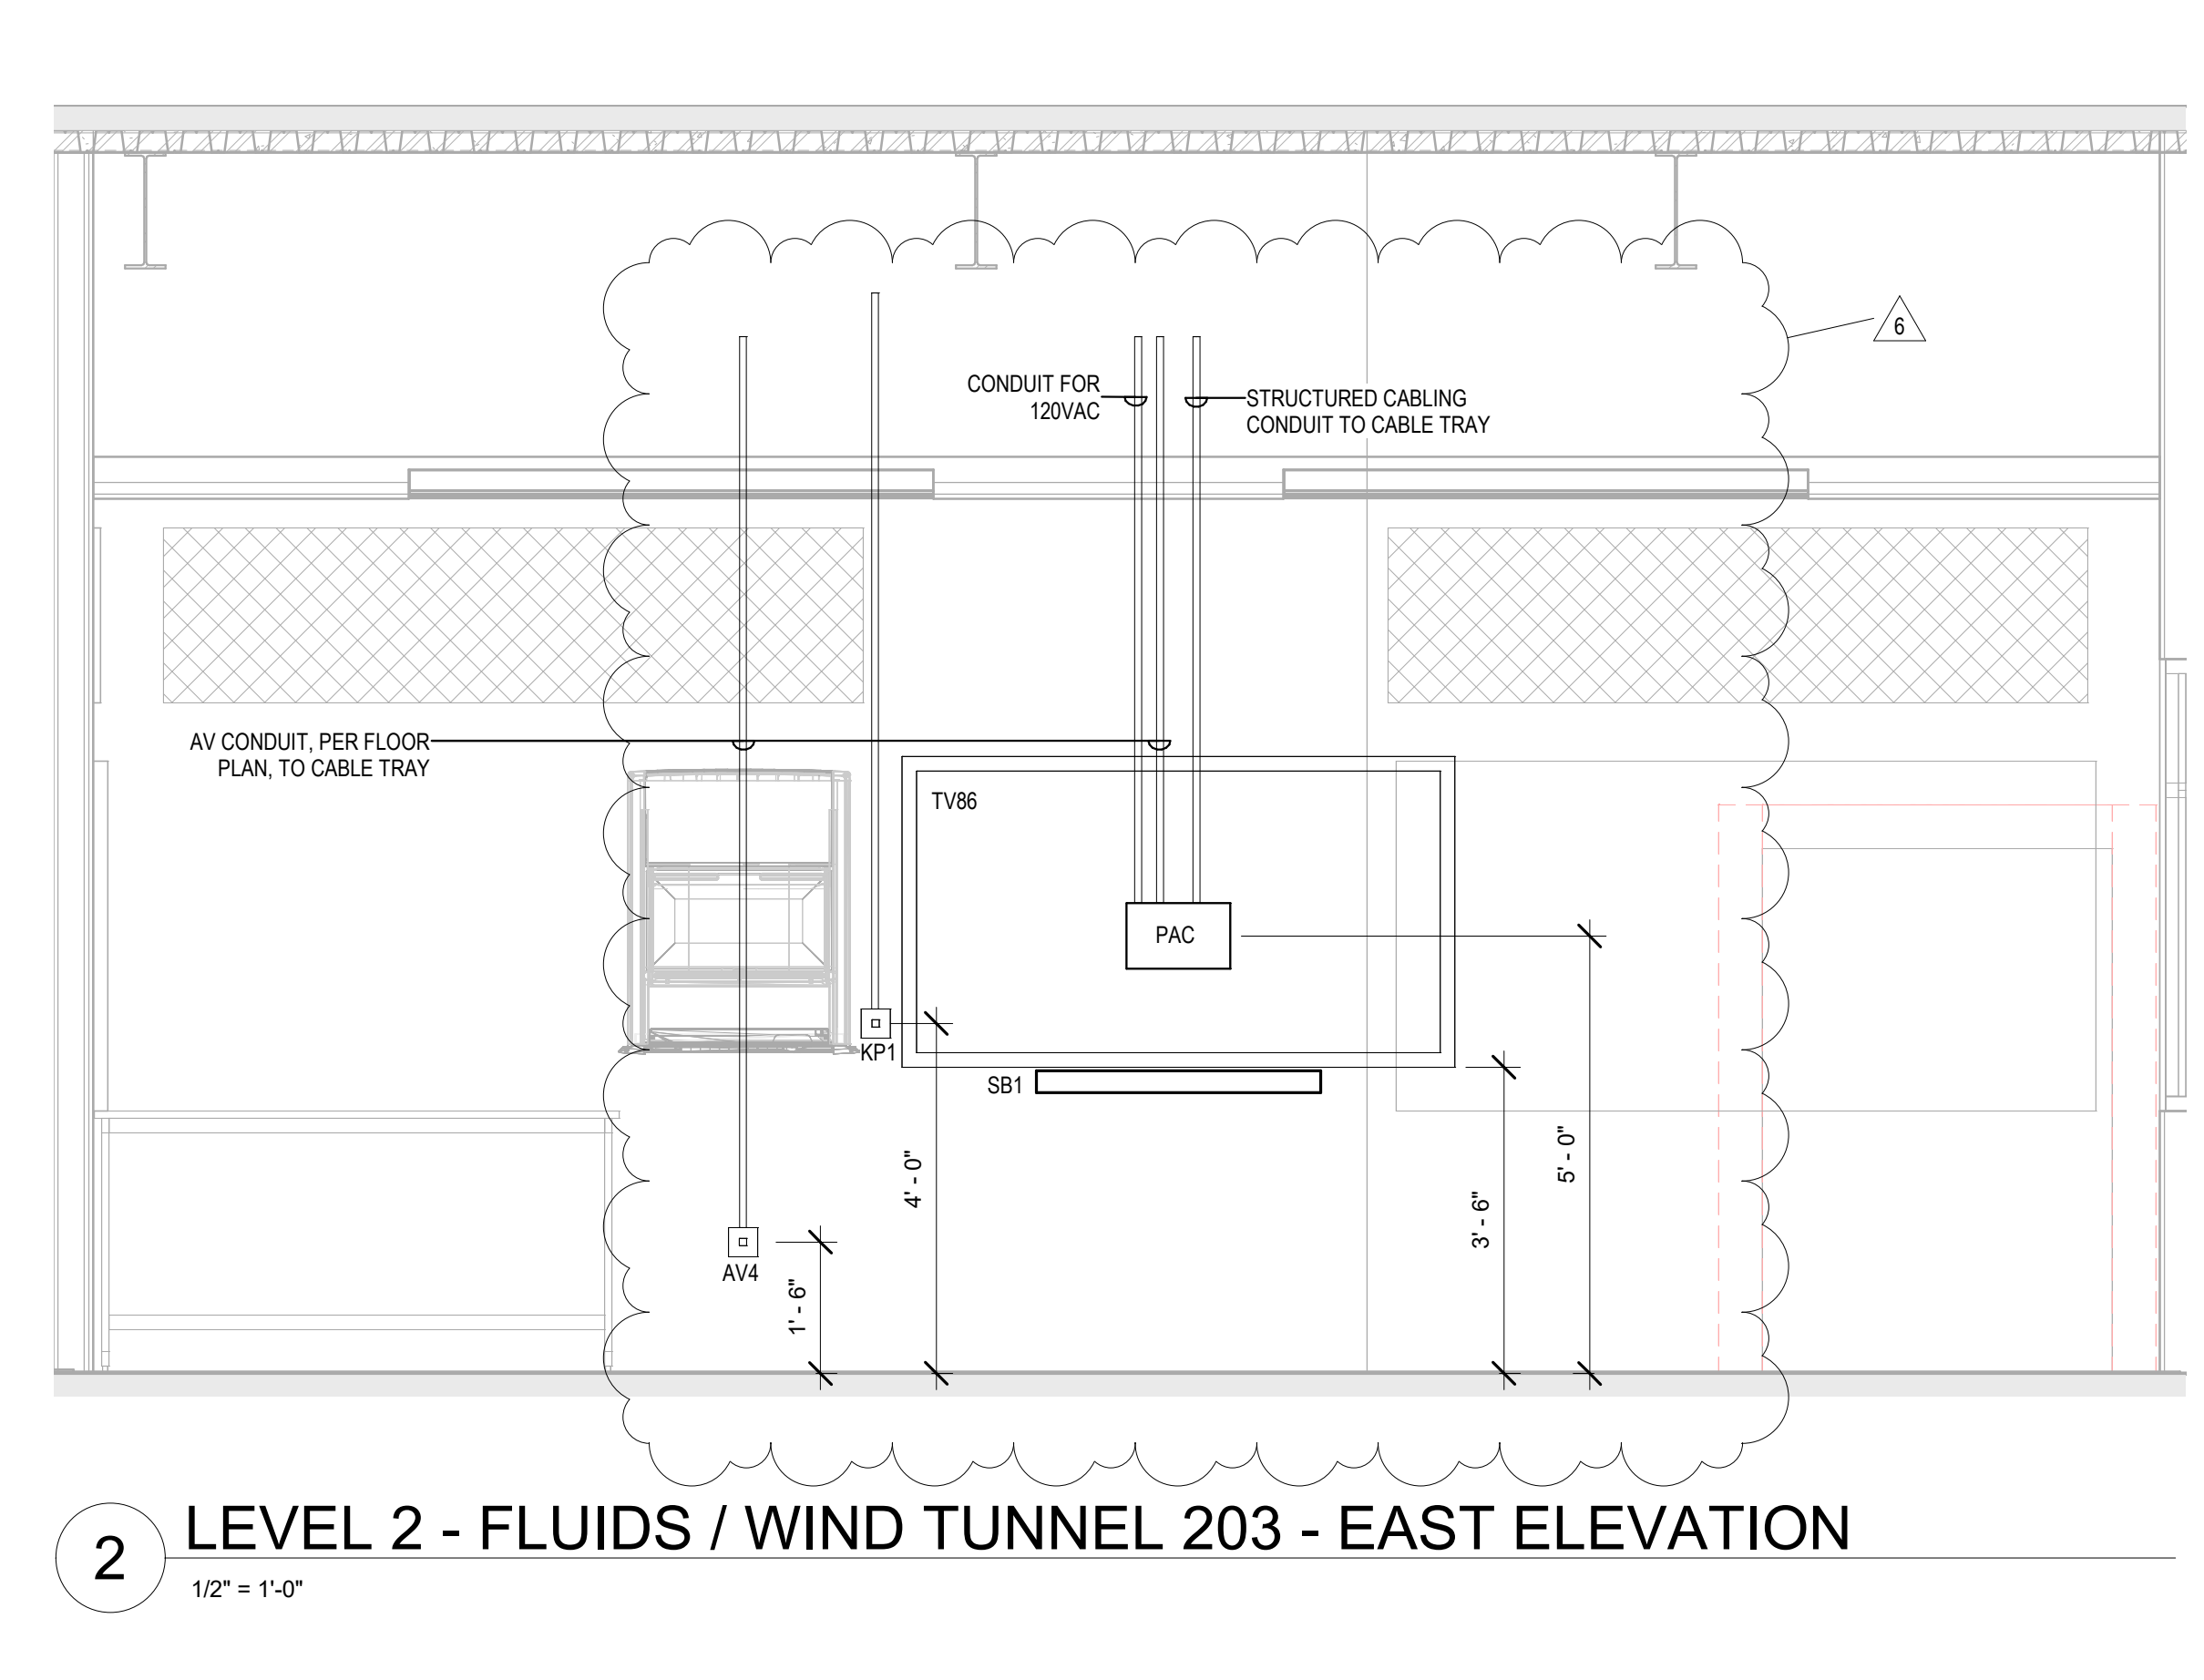 6
CONDUIT FOR
120VAC
STRUCTURED CABLING
CONDUIT TO CABLE TRAY
AV CONDUIT, PER FLOOR
PLAN, TO CABLE TRAY
TV86
PAC
KP1
SB1
AV4
1' - 6"
4' - 0"
3' - 6"
5' - 0"
2
LEVEL 2 - FLUIDS / WIND TUNNEL 203 - EAST ELEVATION
1/2" = 1'-0"